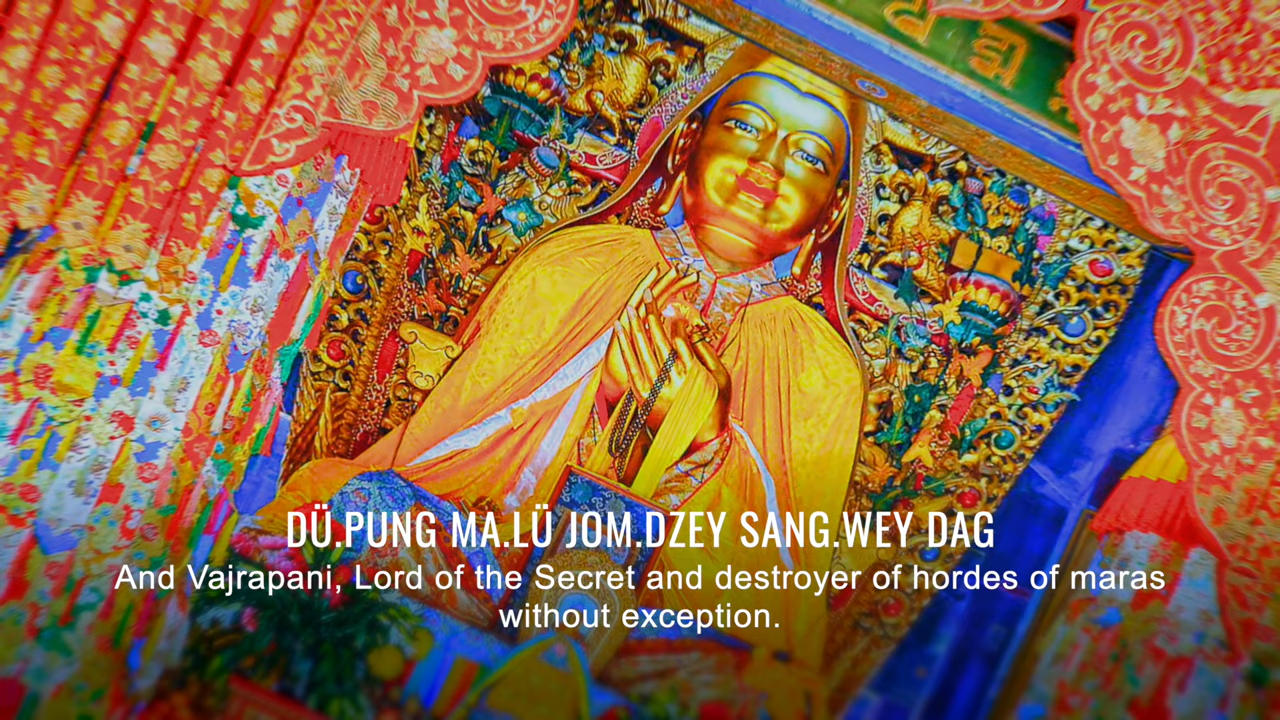 DÜ.PUNG MA.LÜ JOM.DZEY SANG.WEY DAG
And Vajrapani, Lord of the Secret and destroyer of hordes of maras
without exception.